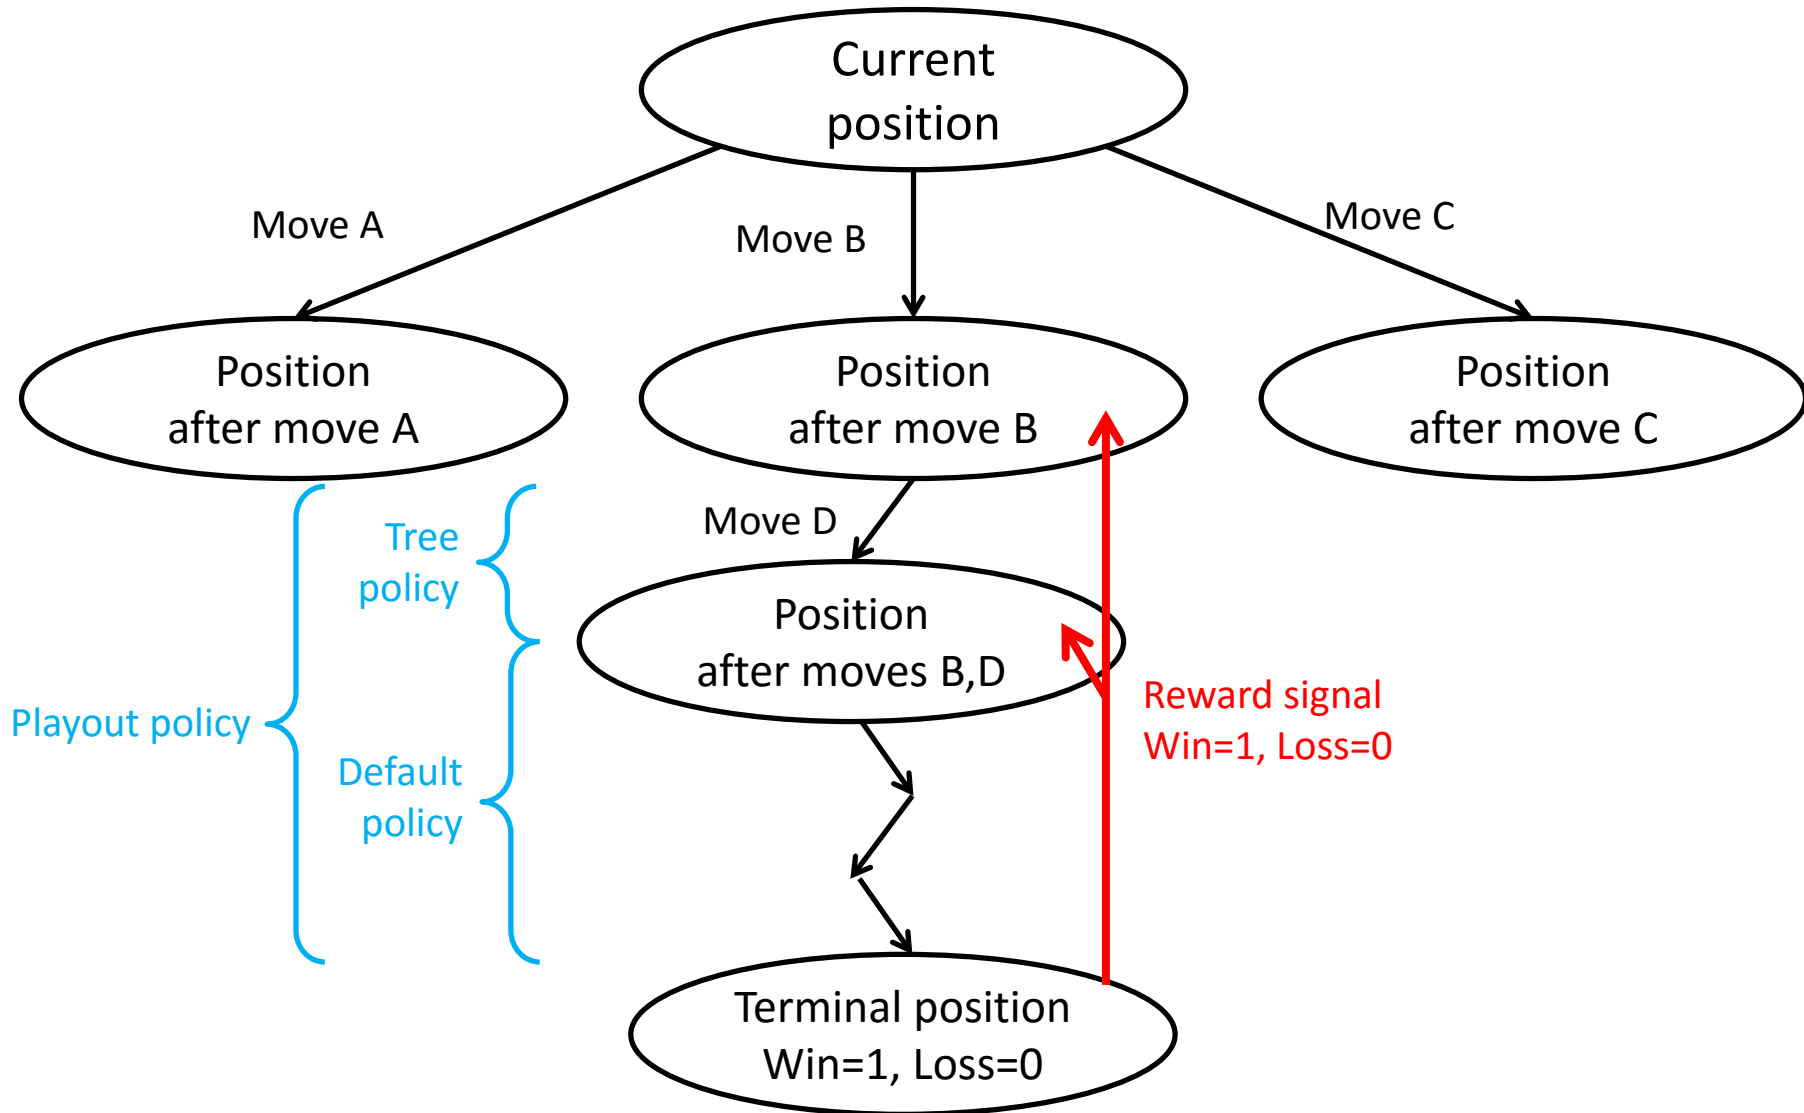 Current
position
Move A
Move B
Move C
Position
after move A
Position
after move B
Position
after move C
Move D
Tree
policy
Position
after moves B,D
Reward signal
Win=1, Loss=0
Playout policy
Default
policy
Terminal position
Win=1, Loss=0